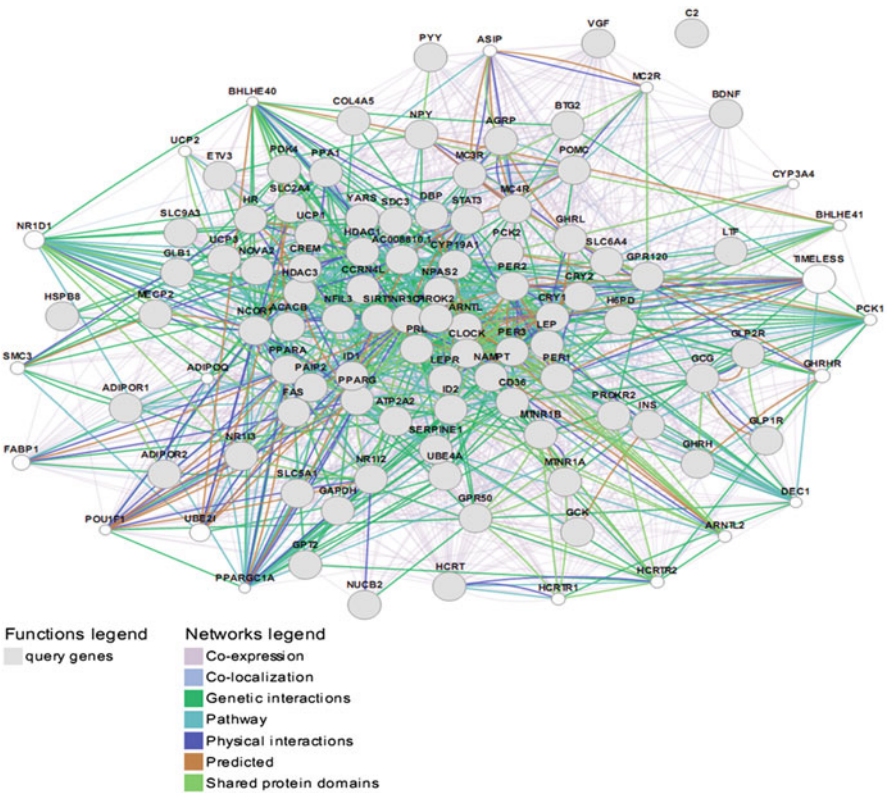 C2
VGF
PYY
ASIP
MC2R
BHLHE40
COL4A5
NPY
AGRP
BTG2
BDNF
UCP2
ETV3
PDK4
PPA1
MC3R
POMC
SLC2A4
CYP3A4
HR
YARS
SDC3
DBP
STAT3
MC4R
NR1D1
SLC9A3
UCP1
HDAC1
PCK2
GHRL
BHLHE41
UCP3
NOVA2
CREM
AC008810.1
CYP19A1
SLC6A4
LTF
GLB1
HDAC3
CCRN4L
NPAS2
PER2
CRY2
GPR120
TIMELESS
HSPB8
MECP2
NCOR1
ACACB
NFIL3
SIRT1
NR3C1
PROK2
ARNTL
CRY1
H6PD
PCK1
PRL
CLOCK
PER3
LEP
SMC3
PPARA
ID1
LEPR
NAMPT
PER1
GCG
GLP2R
GHRHR
ADIPOQ
PAIP2
PPARG
ADIPOR1
FAS
ATP2A2
ID2
CD36
PROKR2
INS
FABP1
NR1I3
SERPINE1
MTNR1B
GLP1R
ADIPOR2
NR1I2
UBE4A
GHRH
SLC5A1
MTNR1A
DEC1
POU1F1
UBE2I
GAPDH
GPR50
GCK
ARNTL2
GPT2
PPARGC1A
NUCB2
HCRT
HCRTR1
HCRTR2
Functions legend
query genes
Networks legend
Co-expression
Co-localization
Genetic interactions
Pathway
Physical interactions
Predicted
Shared protein domains